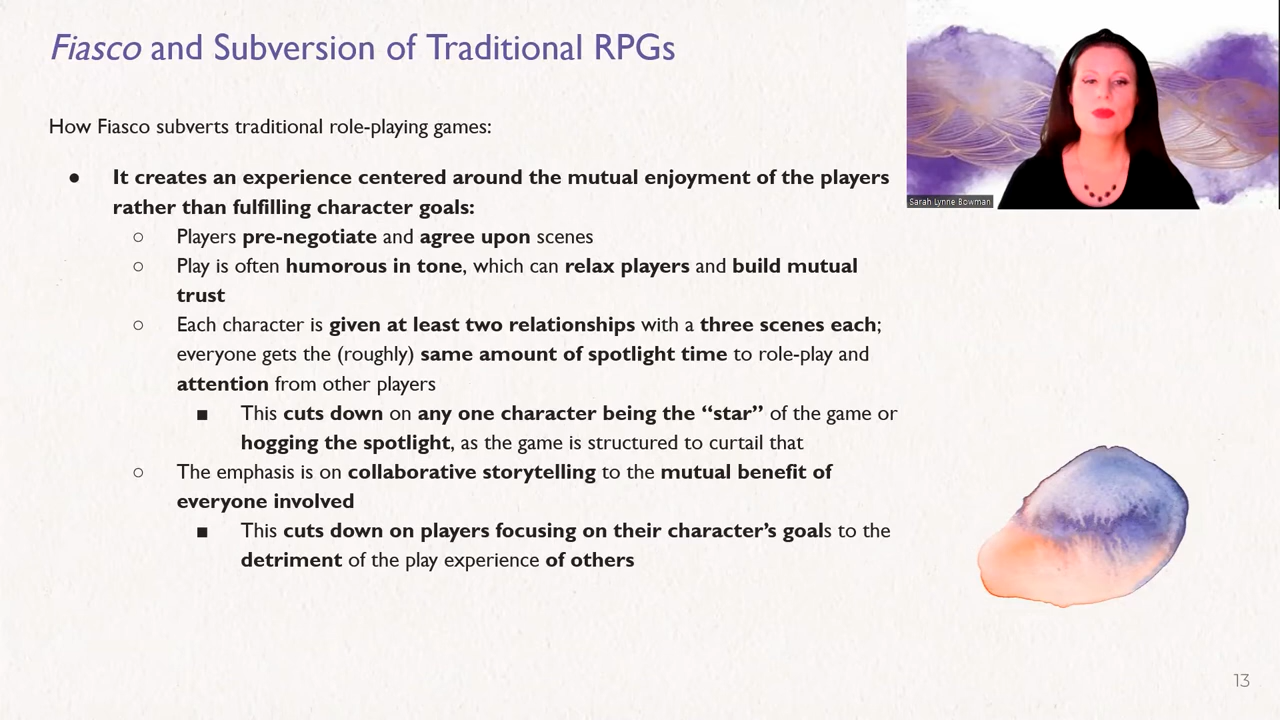 Fiasco and Subversion of Traditional RPGs
How Fiasco subverts traditional role-playing games:
● It creates an experience centered around the mutual enjoyment of the players
rather than fulfilling character goals:
○ Players pre-negotiate and agree upon scenes
○ Play is often humorous in tone, which can relax players and build mutual
trust
○ Each character is given at least two relationships with a three scenes each;
everyone gets the (roughly) same amount of spotlight time to role-play and
attention from other players
■ This cuts down on any one character being the “star” of the game or
hogging the spotlight, as the game is structured to curtail that
○ The emphasis is on collaborative storytelling to the mutual benefit of
everyone involved
■ This cuts down on players focusing on their character’s goals to the
detriment of the play experience of others
Sarah Lynne Bowman
13